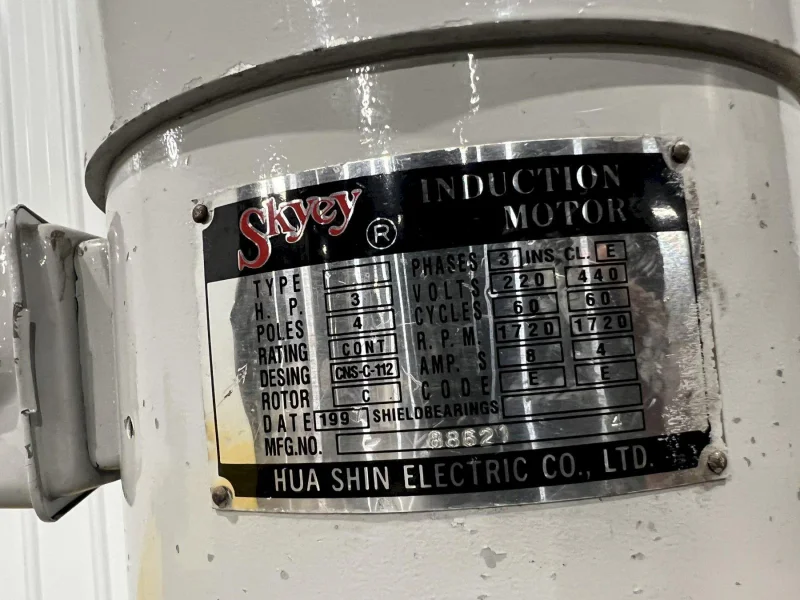 Skyey ® INDUCTION
MOTOR
TYPE PHASES 3 INS. CL. E
H. P. 3 VOLTS 220 440
POLES 4 CYCLES 60 60
RATING CONT R. P. M. 1720 1720
DESING CNS-C-112 AMP. S 8 4
ROTOR C CODE E E
DATE 199 SHIELDBEARINGS
MFG.NO. 4
HUA SHIN ELECTRIC CO., LTD.